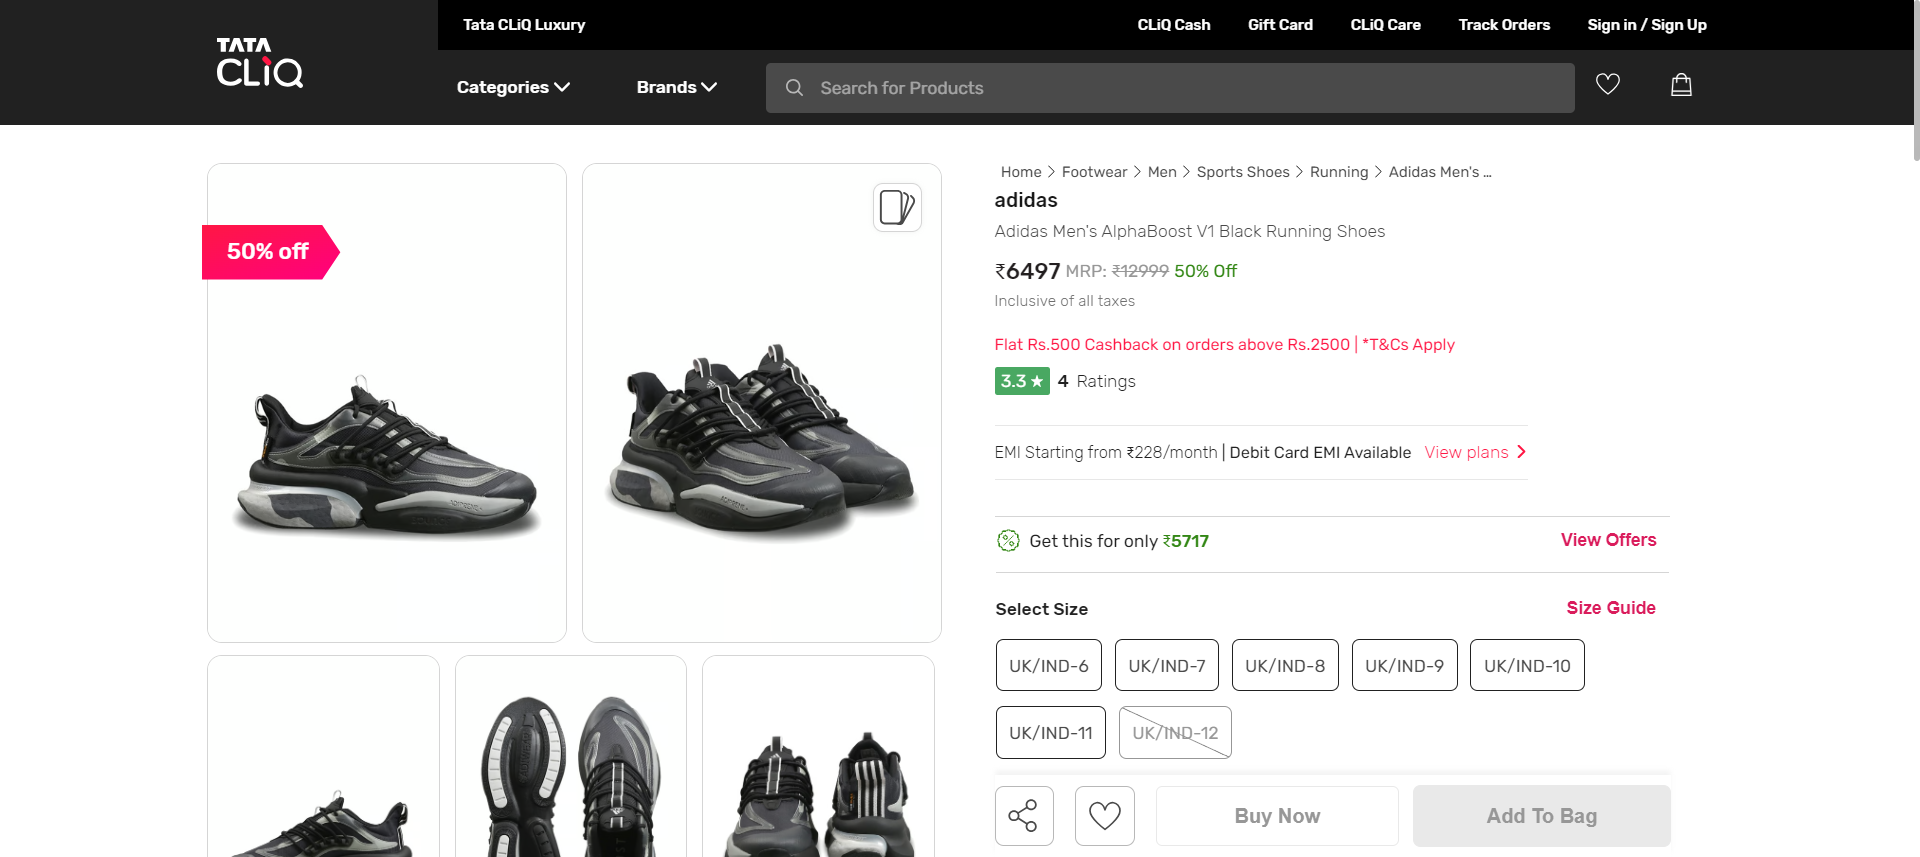 Tata CLiQ Luxury
CLiQ Cash
Gift Card
CLiQ Care
Track Orders
Sign in / Sign Up
TATA
CLiQ
Categories
Brands
Search for Products
50% off
Home > Footwear > Men > Sports Shoes > Running > Adidas Men's ...
adidas
Adidas Men's AlphaBoost V1 Black Running Shoes
₹6497 MRP: ₹12999 50% Off
Inclusive of all taxes
Flat Rs.500 Cashback on orders above Rs.2500 | *T&Cs Apply
3.3 ★ 4 Ratings
EMI Starting from ₹228/month | Debit Card EMI Available View plans >
Get this for only ₹5717
View Offers
Select Size
Size Guide
UK/IND-6
UK/IND-7
UK/IND-8
UK/IND-9
UK/IND-10
UK/IND-11
UK/IND-12
Buy Now
Add To Bag